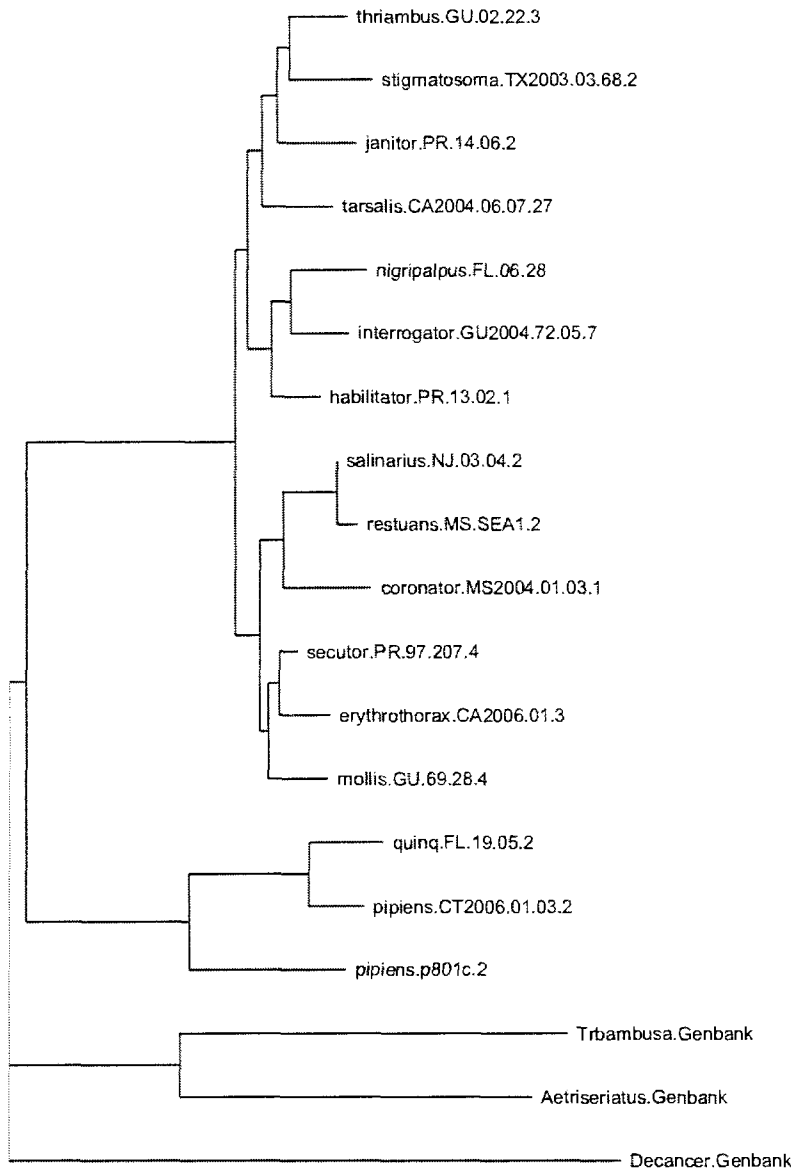 thriambus.GU.02.22.3
stigmatosoma.TX2003.03.68.2
janitor.PR.14.06.2
tarsalis.CA2004.06.07.27
nigripalpus.FL.06.28
interrogator.GU2004.72.05.7
habilitator.PR.13.02.1
salinarius.NJ.03.04.2
restuans.MS.SEA1.2
coronator.MS2004.01.03.1
secutor.PR.97.207.4
erythrothorax.CA2006.01.3
mollis.GU.69.28.4
quinq.FL.19.05.2
pipiens.CT2006.01.03.2
pipiens.p801c.2
Trbambusa.Genbank
Aetriseriatus.Genbank
Decancer.Genbank